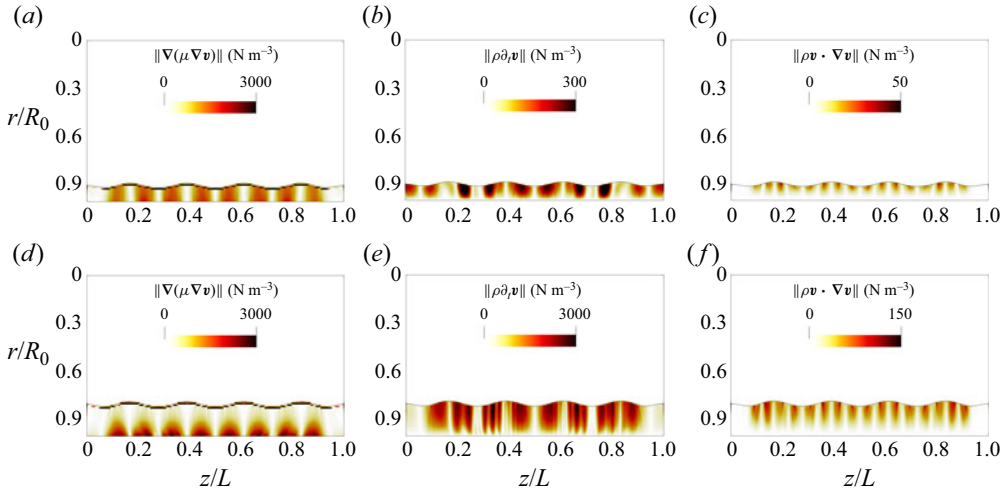 (a) (b) (c)
0 0 0
‖∇(μ∇v)‖ (N m⁻³) ‖ρ∂ₜv‖ (N m⁻³) ‖ρv · ∇v‖ (N m⁻³)
0 3000 0 300 0 50
0.3 0.3 0.3
r/R₀
0.6 0.6 0.6
0.9 0.9 0.9
0 0.2 0.4 0.6 0.8 1.0 0 0.2 0.4 0.6 0.8 1.0 0 0.2 0.4 0.6 0.8 1.0
(d) (e) (f)
0 0 0
‖∇(μ∇v)‖ (N m⁻³) ‖ρ∂ₜv‖ (N m⁻³) ‖ρv · ∇v‖ (N m⁻³)
0 3000 0 3000 0 150
0.3 0.3 0.3
r/R₀
0.6 0.6 0.6
0.9 0.9 0.9
0 0.2 0.4 0.6 0.8 1.0 0 0.2 0.4 0.6 0.8 1.0 0 0.2 0.4 0.6 0.8 1.0
z/L z/L z/L